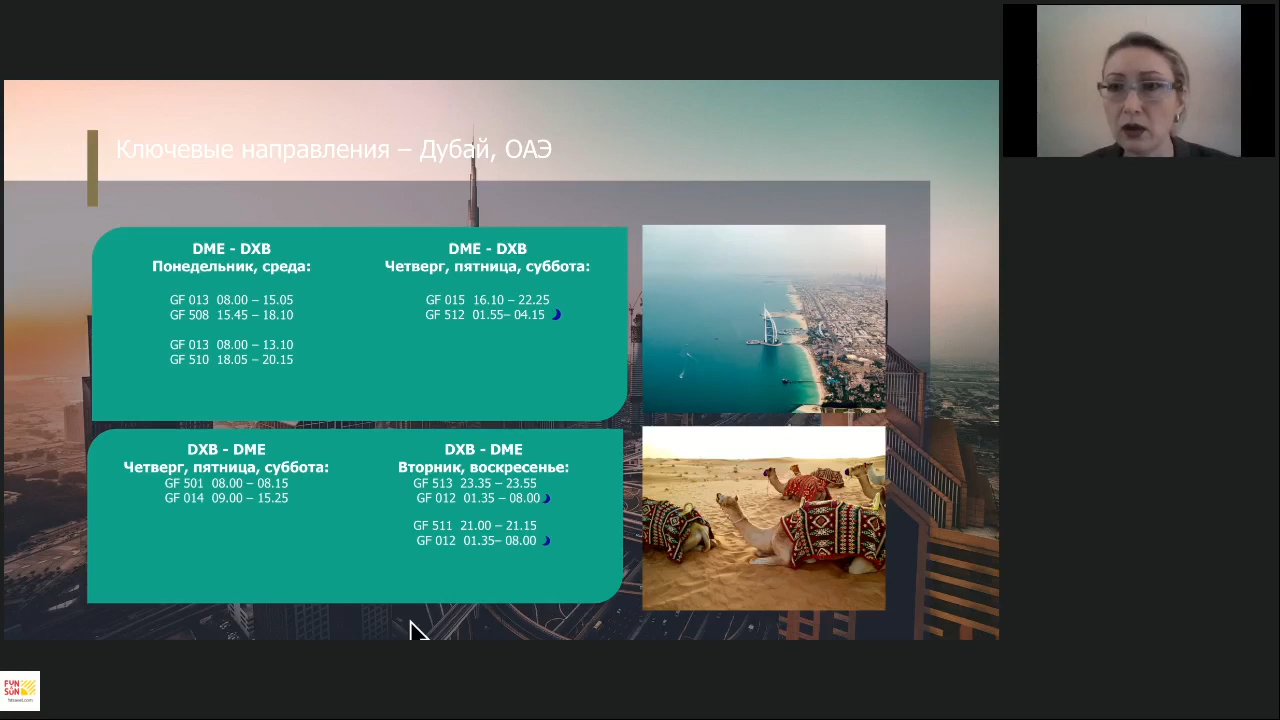 Ключевые направления – Дубай, ОАЭ
DME - DXB
Понедельник, среда:
GF 013 08.00 – 15.05
GF 508 15.45 – 18.10
GF 013 08.00 – 13.10
GF 510 18.05 – 20.15
DME - DXB
Четверг, пятница, суббота:
GF 015 16.10 – 22.25
GF 512 01.55– 04.15
DXB - DME
Четверг, пятница, суббота:
GF 501 08.00 – 08.15
GF 014 09.00 – 15.25
DXB - DME
Вторник, воскресенье:
GF 513 23.35 – 23.55
GF 012 01.35 – 08.00
GF 511 21.00 – 21.15
GF 012 01.35– 08.00
FUN
SUN